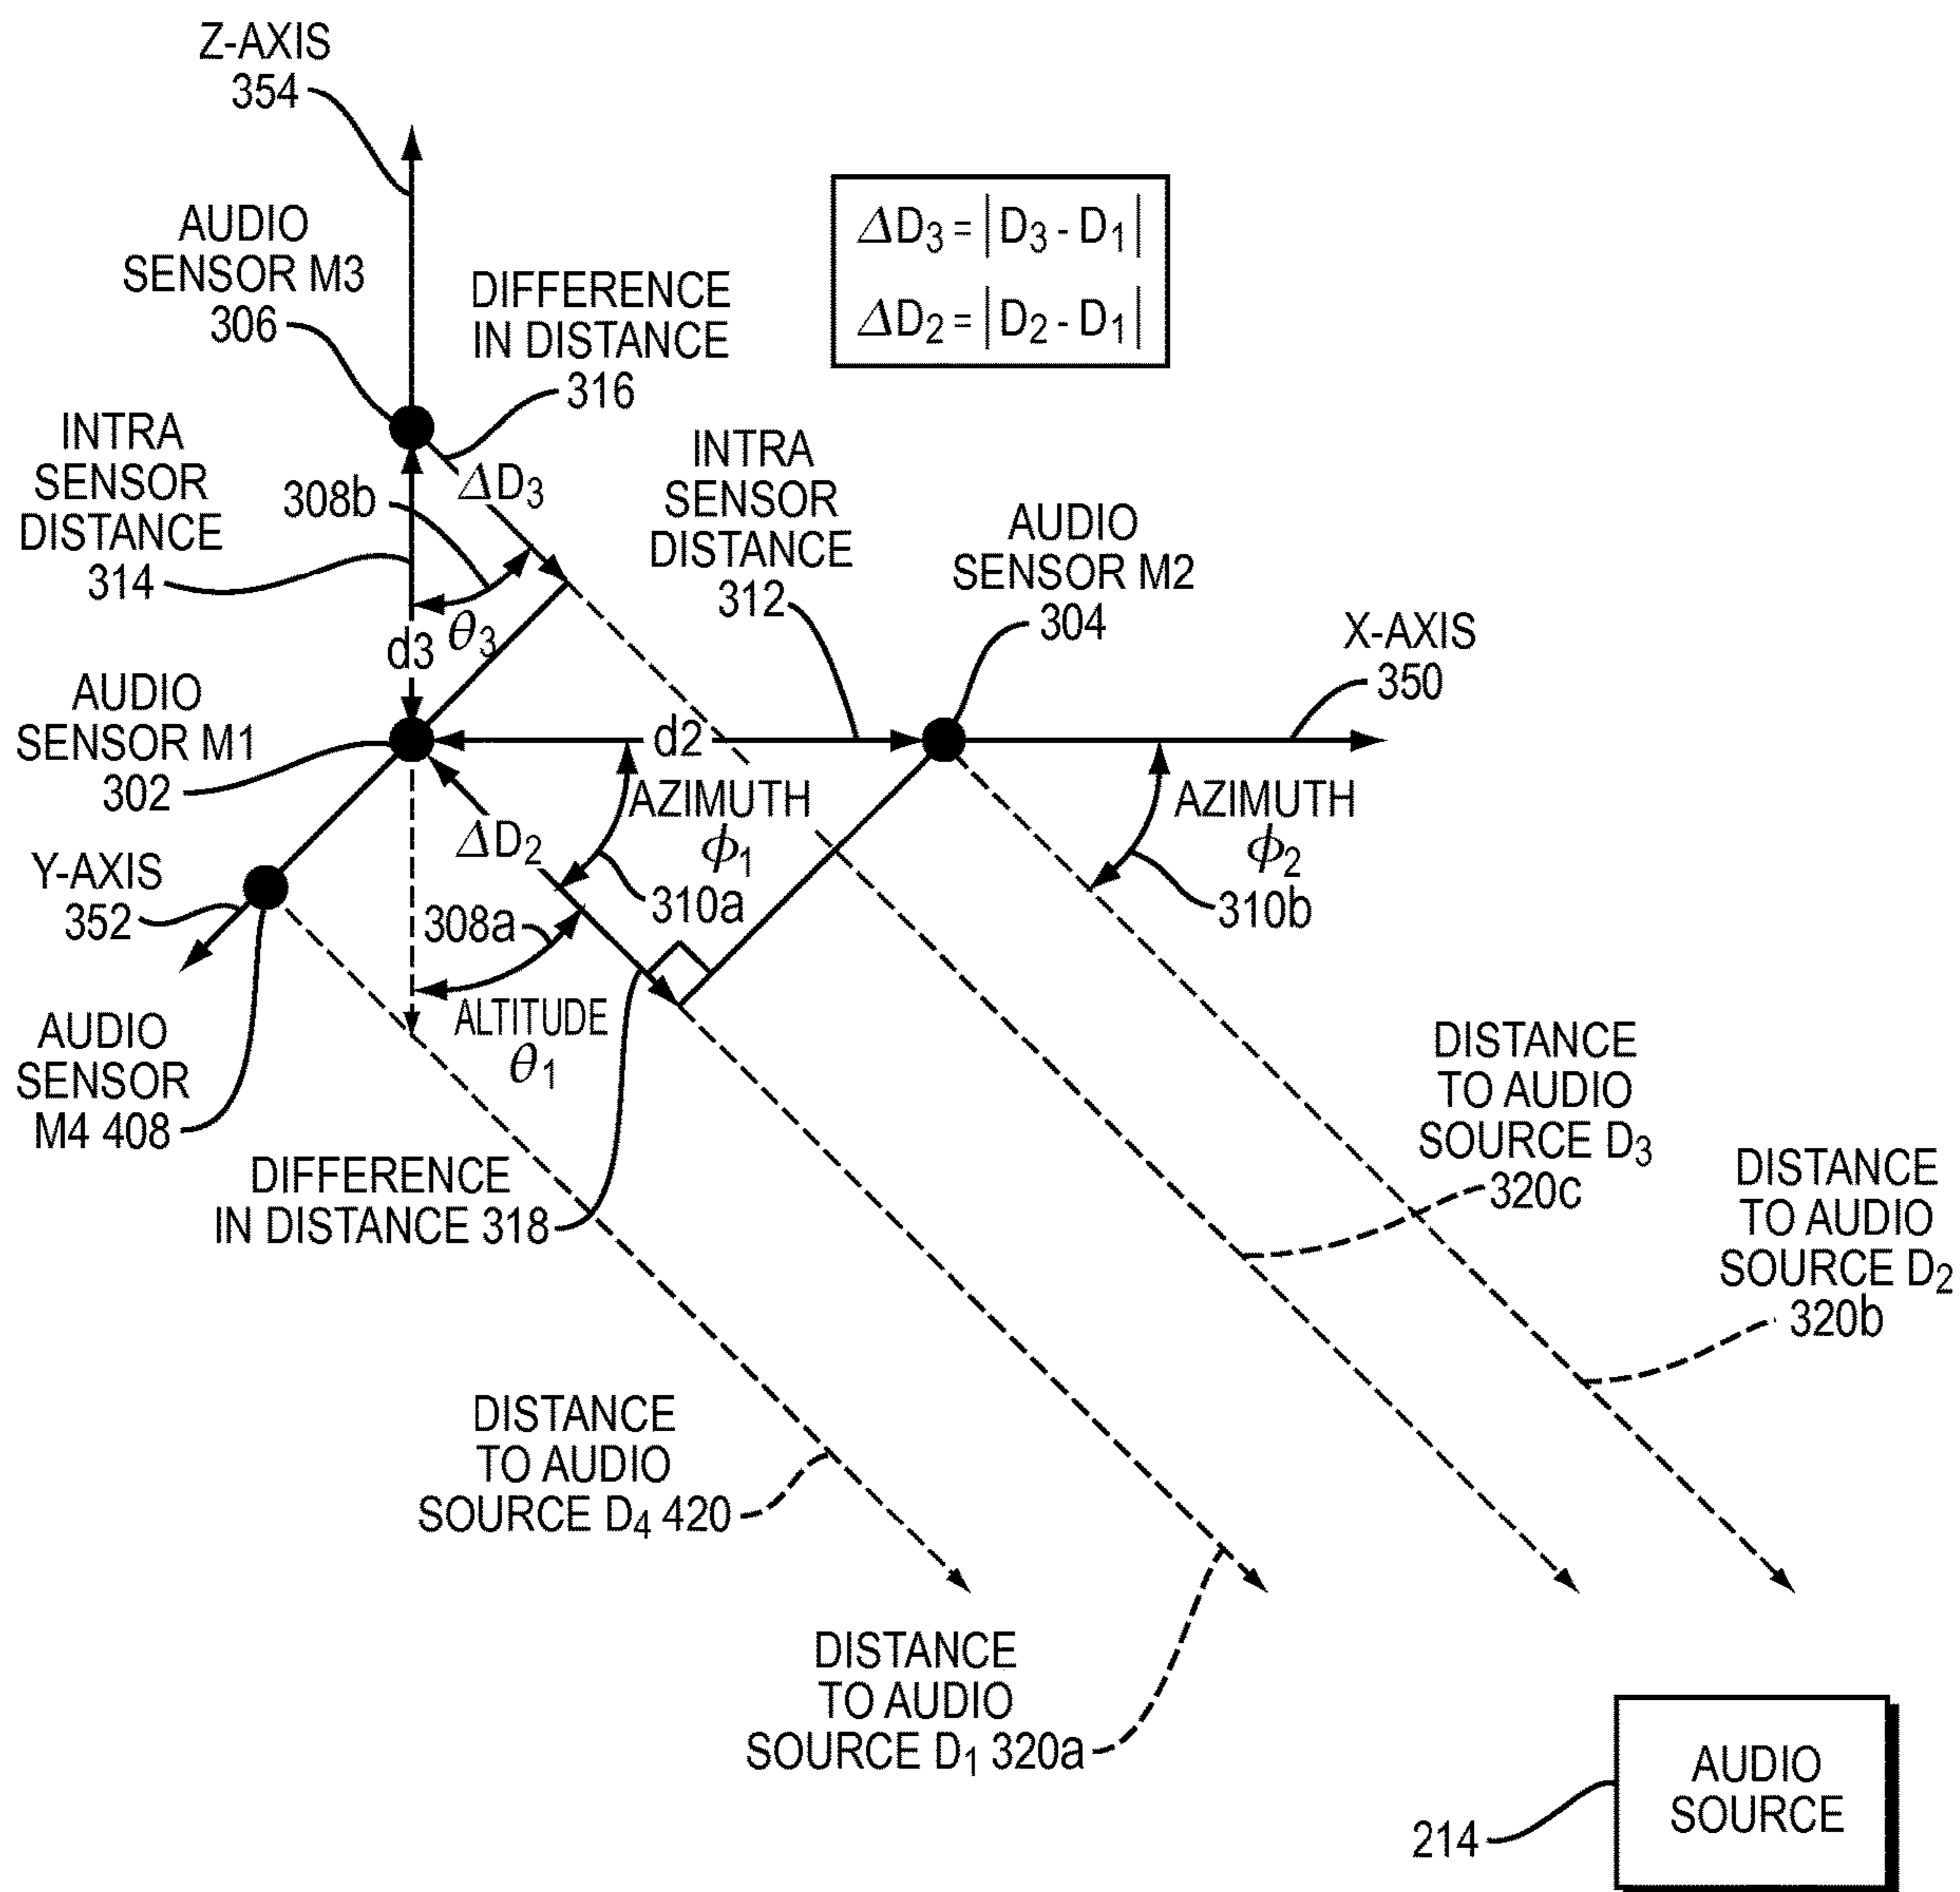 Z-AXIS
354
AUDIO
SENSOR M3
306
DIFFERENCE
IN DISTANCE
316
ΔD3 = |D3 - D1|
ΔD2 = |D2 - D1|
INTRA
SENSOR
DISTANCE
314
308b
ΔD3
θ3
d3
INTRA
SENSOR
DISTANCE
312
AUDIO
SENSOR M2
304
X-AXIS
350
AUDIO
SENSOR M1
302
d2
ΔD2
AZIMUTH
ϕ1
310a
AZIMUTH
ϕ2
310b
Y-AXIS
352
308a
ALTITUDE
θ1
AUDIO
SENSOR
M4 408
DIFFERENCE
IN DISTANCE 318
DISTANCE
TO AUDIO
SOURCE D3
320c
DISTANCE
TO AUDIO
SOURCE D2
320b
DISTANCE
TO AUDIO
SOURCE D4 420
DISTANCE
TO AUDIO
SOURCE D1 320a
AUDIO
SOURCE
214